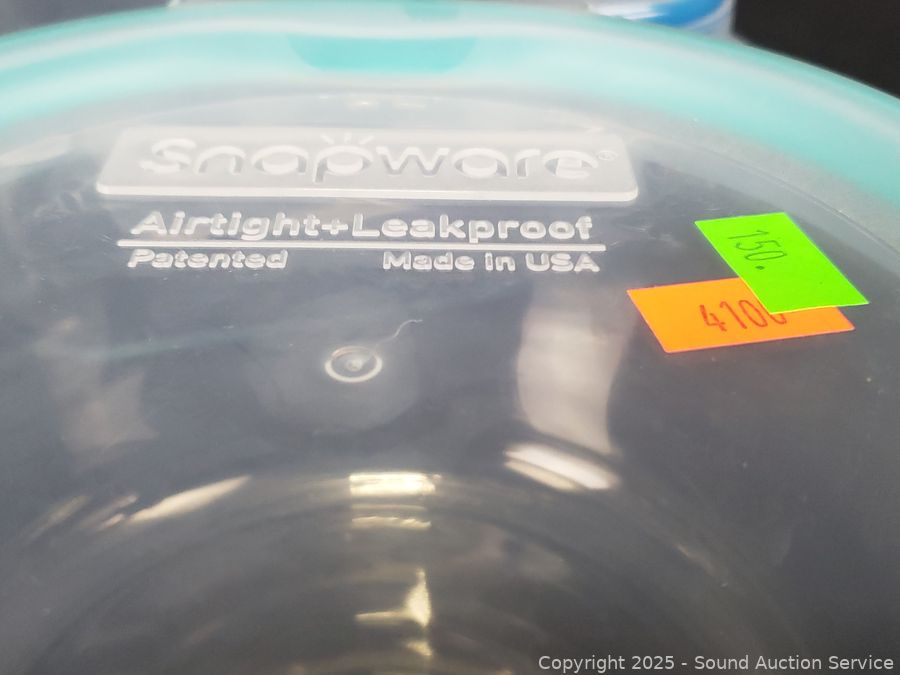 Snapware®
Airtight+Leakproof
Patented Made in USA
150.
4100
Copyright © 2025 - Sound Auction Service